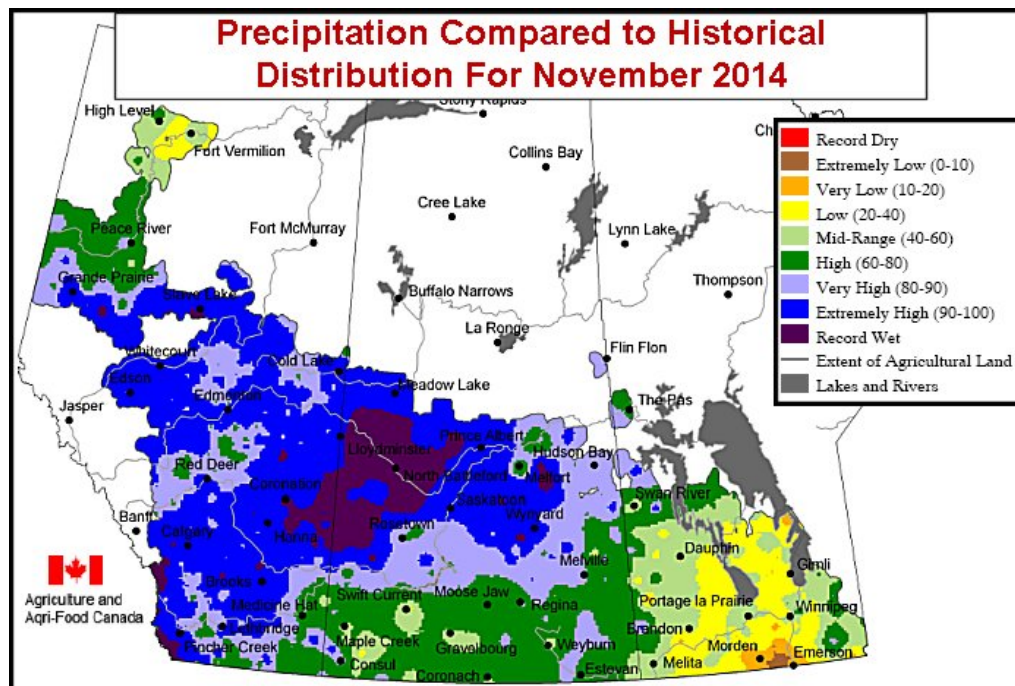 Precipitation Compared to Historical
Distribution For November 2014
High Level
Stony Rapids
Fort Vermilion
Collins Bay
Record Dry
Extremely Low (0-10)
Very Low (10-20)
Low (20-40)
Mid-Range (40-60)
High (60-80)
Very High (80-90)
Extremely High (90-100)
Record Wet
Extent of Agricultural Land
Lakes and Rivers
Peace River
Fort McMurray
Cree Lake
Lynn Lake
Grande Prairie
Slave Lake
Buffalo Narrows
Thompson
La Ronge
Flin Flon
Whitecourt
Cold Lake
Edson
Meadow Lake
Jasper
Edmonton
The Pas
Lloydminster
Prince Albert
Red Deer
North Battleford
Hudson Bay
Melfort
Coronation
Saskatoon
Swan River
Banff
Calgary
Hanna
Rosetown
Wynyard
Dauphin
Gimli
Brooks
Melville
Agriculture and
Agri-Food Canada
Medicine Hat
Swift Current
Moose Jaw
Regina
Portage la Prairie
Winnipeg
Lethbridge
Pincher Creek
Maple Creek
Gravelbourg
Weyburn
Brandon
Morden
Emerson
Consul
Coronach
Estevan
Melita